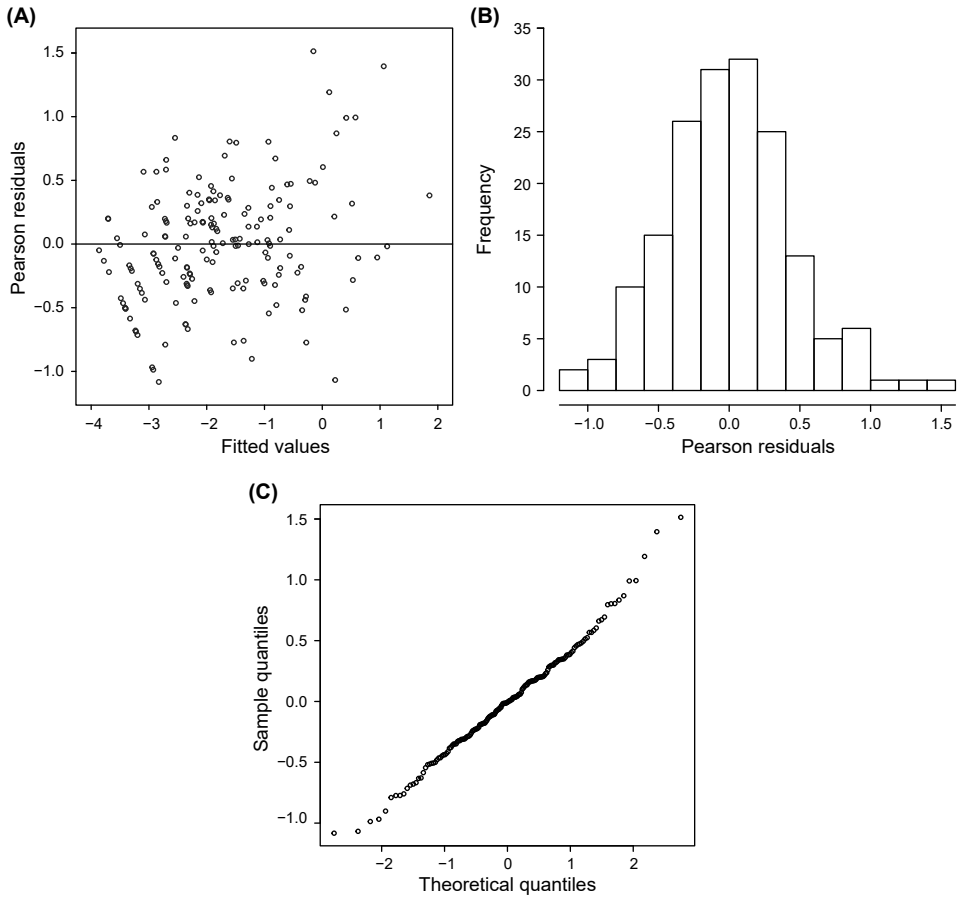 (A)
Pearson residuals
1.5
1.0
0.5
0.0
−0.5
−1.0
−4 −3 −2 −1 0 1 2
Fitted values
(B)
Frequency
35
30
25
20
15
10
5
0
−1.0 −0.5 0.0 0.5 1.0 1.5
Pearson residuals
(C)
Sample quantiles
1.5
1.0
0.5
0.0
−0.5
−1.0
−2 −1 0 1 2
Theoretical quantiles